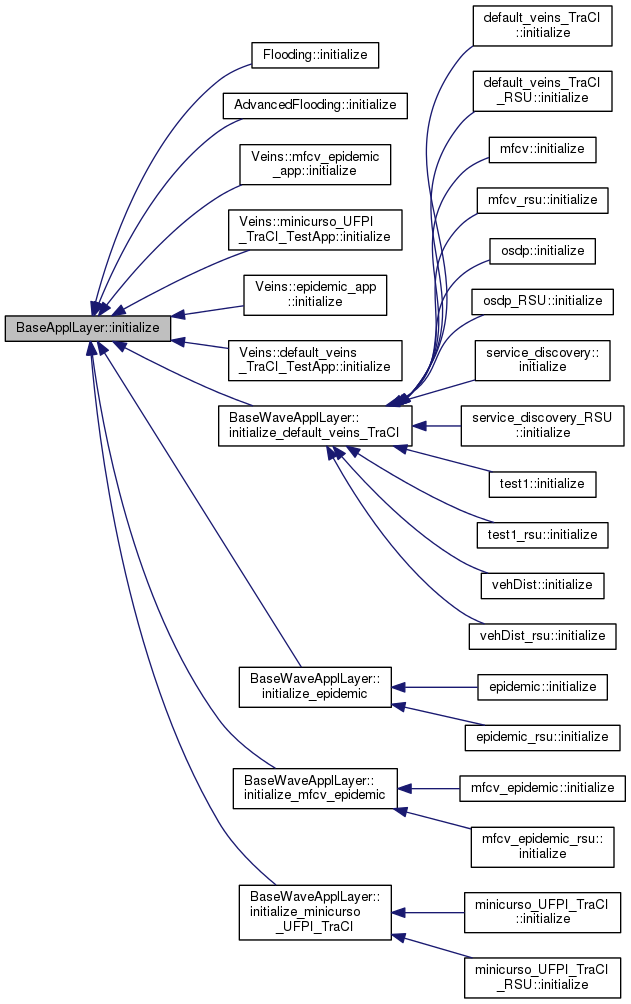 BaseApplLayer::initialize
Flooding::initialize
AdvancedFlooding::initialize
Veins::mfcv_epidemic
_app::initialize
Veins::minicurso_UFPI
_TraCI_TestApp::initialize
Veins::epidemic_app
::initialize
Veins::default_veins
_TraCI_TestApp::initialize
BaseWaveApplLayer::
initialize_default_veins_TraCI
default_veins_TraCI
::initialize
default_veins_TraCI
_RSU::initialize
mfcv::initialize
mfcv_rsu::initialize
osdp::initialize
osdp_RSU::initialize
service_discovery::
initialize
service_discovery_RSU
::initialize
test1::initialize
test1_rsu::initialize
vehDist::initialize
vehDist_rsu::initialize
BaseWaveApplLayer::
initialize_epidemic
epidemic::initialize
epidemic_rsu::initialize
BaseWaveApplLayer::
initialize_mfcv_epidemic
mfcv_epidemic::initialize
mfcv_epidemic_rsu::
initialize
BaseWaveApplLayer::
initialize_minicurso
_UFPI_TraCI
minicurso_UFPI_TraCI
::initialize
minicurso_UFPI_TraCI
_RSU::initialize